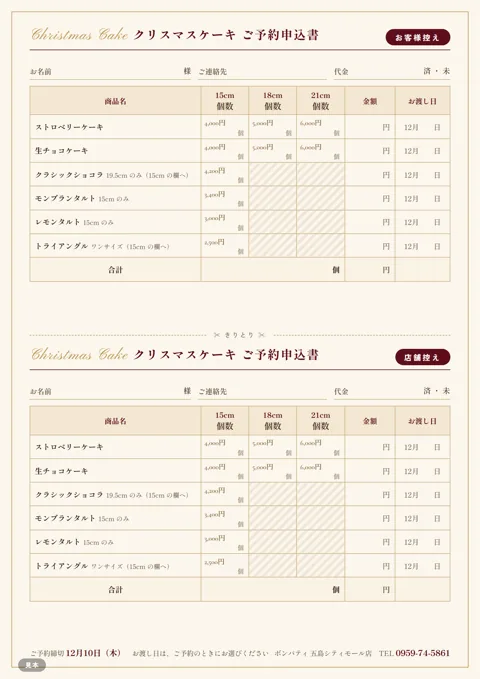 Christmas Cake クリスマスケーキ ご予約申込書 お客様控え
お名前 様 ご連絡先 代金 済・未
商品名 15cm 個数 18cm 個数 21cm 個数 金額 お渡し日
ストロベリーケーキ 4,000円 個 5,000円 個 6,000円 個 円 12月 日
生チョコケーキ 4,000円 個 5,000円 個 6,000円 個 円 12月 日
クラシックショコラ 19.5cm のみ（15cm の欄へ） 4,200円 個 円 12月 日
モンブランタルト 15cm のみ 3,400円 個 円 12月 日
レモンタルト 15cm のみ 3,000円 個 円 12月 日
トライアングル ワンサイズ（15cm の欄へ） 2,500円 個 円 12月 日
合計 個 円
きりとり
Christmas Cake クリスマスケーキ ご予約申込書 店舗控え
お名前 様 ご連絡先 代金 済・未
商品名 15cm 個数 18cm 個数 21cm 個数 金額 お渡し日
ストロベリーケーキ 4,000円 個 5,000円 個 6,000円 個 円 12月 日
生チョコケーキ 4,000円 個 5,000円 個 6,000円 個 円 12月 日
クラシックショコラ 19.5cm のみ（15cm の欄へ） 4,200円 個 円 12月 日
モンブランタルト 15cm のみ 3,400円 個 円 12月 日
レモンタルト 15cm のみ 3,000円 個 円 12月 日
トライアングル ワンサイズ（15cm の欄へ） 2,500円 個 円 12月 日
合計 個 円
ご予約締切 12月10日（木） お渡し日は、ご予約のときにお選びください ボンパティ 五島シティモール店 TEL 0959-74-5861
見本